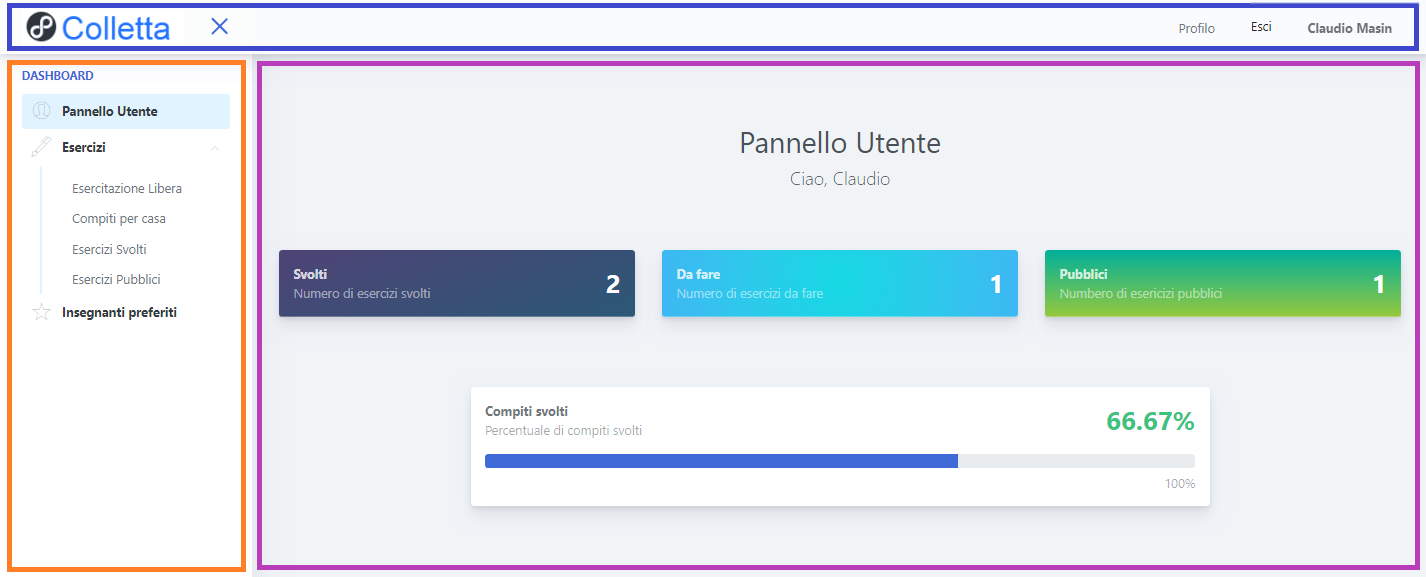 Colletta
Profilo
Esci
Claudio Masin
DASHBOARD
Pannello Utente
Esercizi
Esercitazione Libera
Compiti per casa
Esercizi Svolti
Esercizi Pubblici
Insegnanti preferiti
Pannello Utente
Ciao, Claudio
Svolti
Numero di esercizi svolti
2
Da fare
Numero di esercizi da fare
1
Pubblici
Numbero di esericizi pubblici
1
Compiti svolti
Percentuale di compiti svolti
66.67%
100%